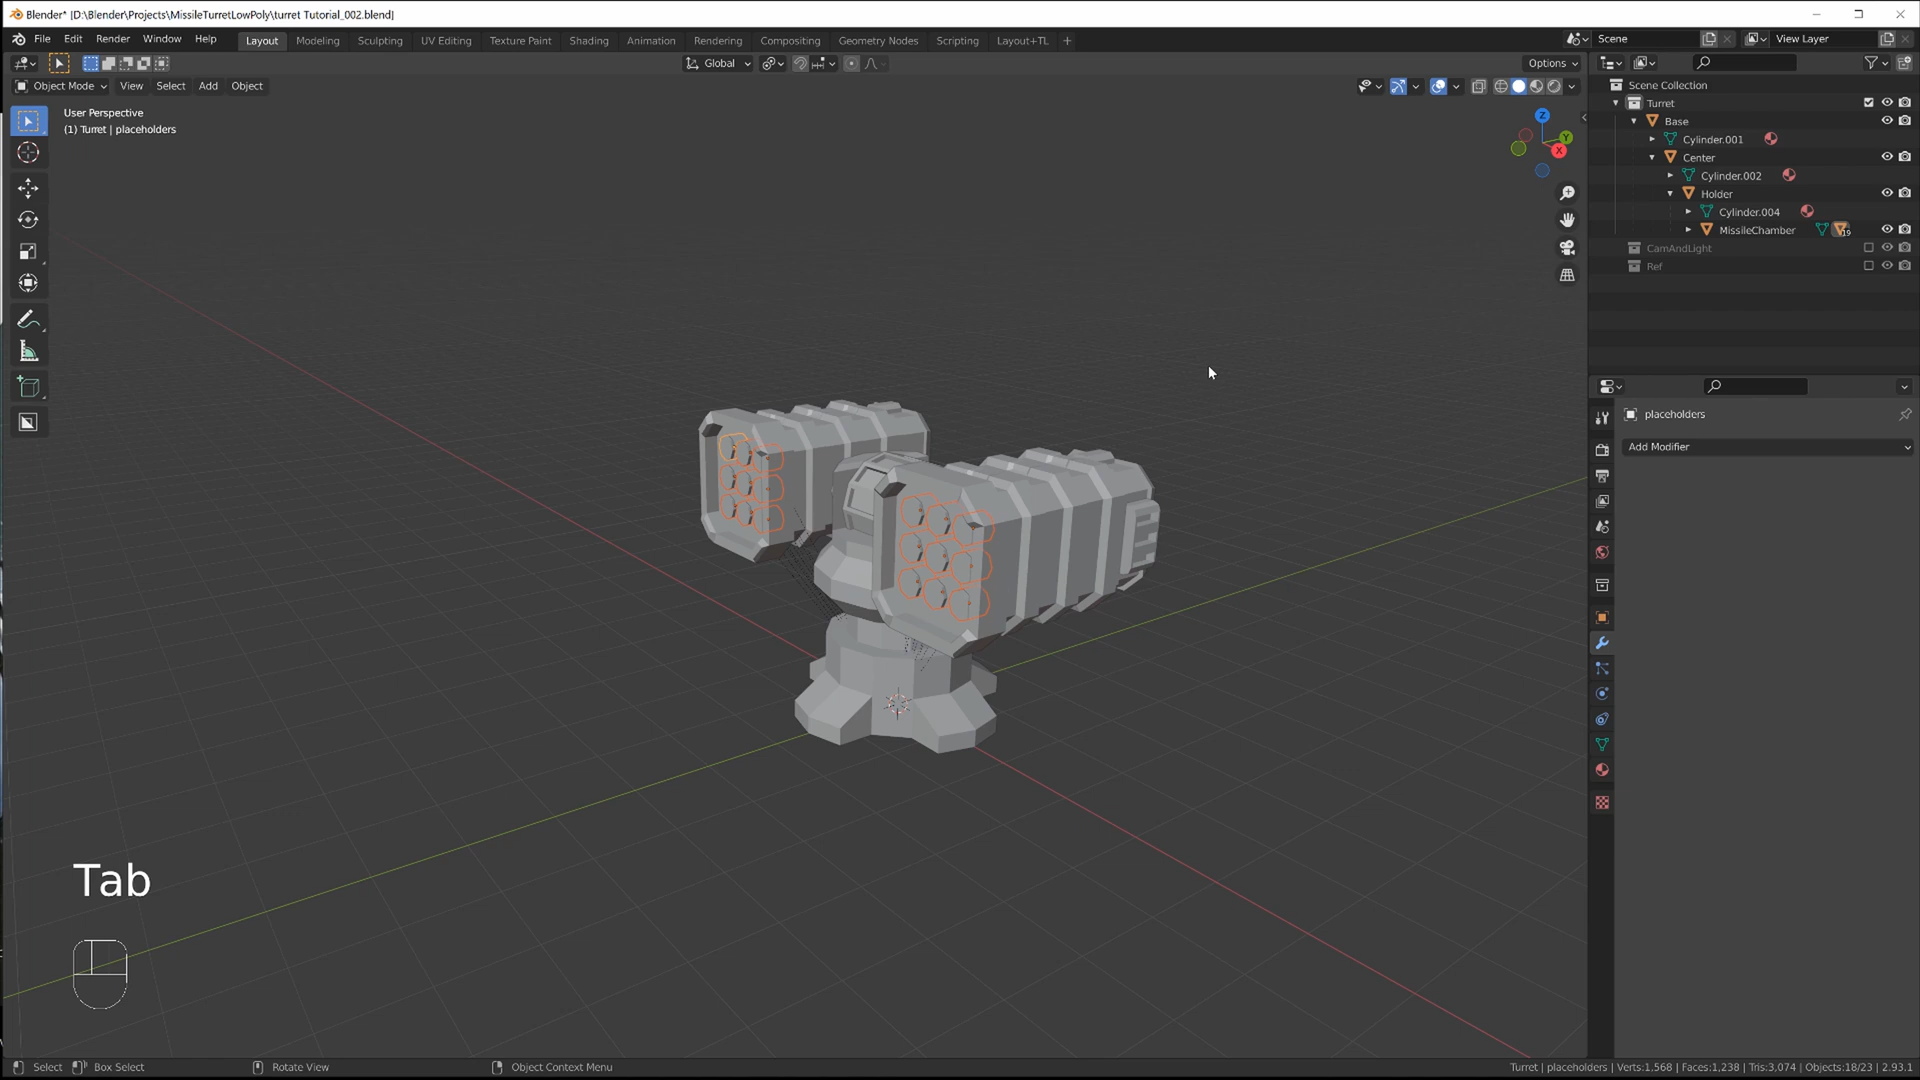 Blender* [D:\Blender\Projects\MissileTurretLowPoly\turret Tutorial_002.blend]
File Edit Render Window Help Layout Modeling Sculpting UV Editing Texture Paint Shading Animation Rendering Compositing Geometry Nodes Scripting Layout+TL + Scene View Layer
Global Options
Object Mode View Select Add Object
User Perspective
(1) Turret | placeholders
Z
Y
X
Scene Collection
Turret
Base
Cylinder.001
Center
Cylinder.002
Holder
Cylinder.004
MissileChamber 19
CamAndLight
Ref
placeholders
Add Modifier
Tab
Select Box Select Rotate View Object Context Menu Turret | placeholders | Verts:1,568 | Faces:1,238 | Tris:3,074 | Objects:18/23 | 2.93.1